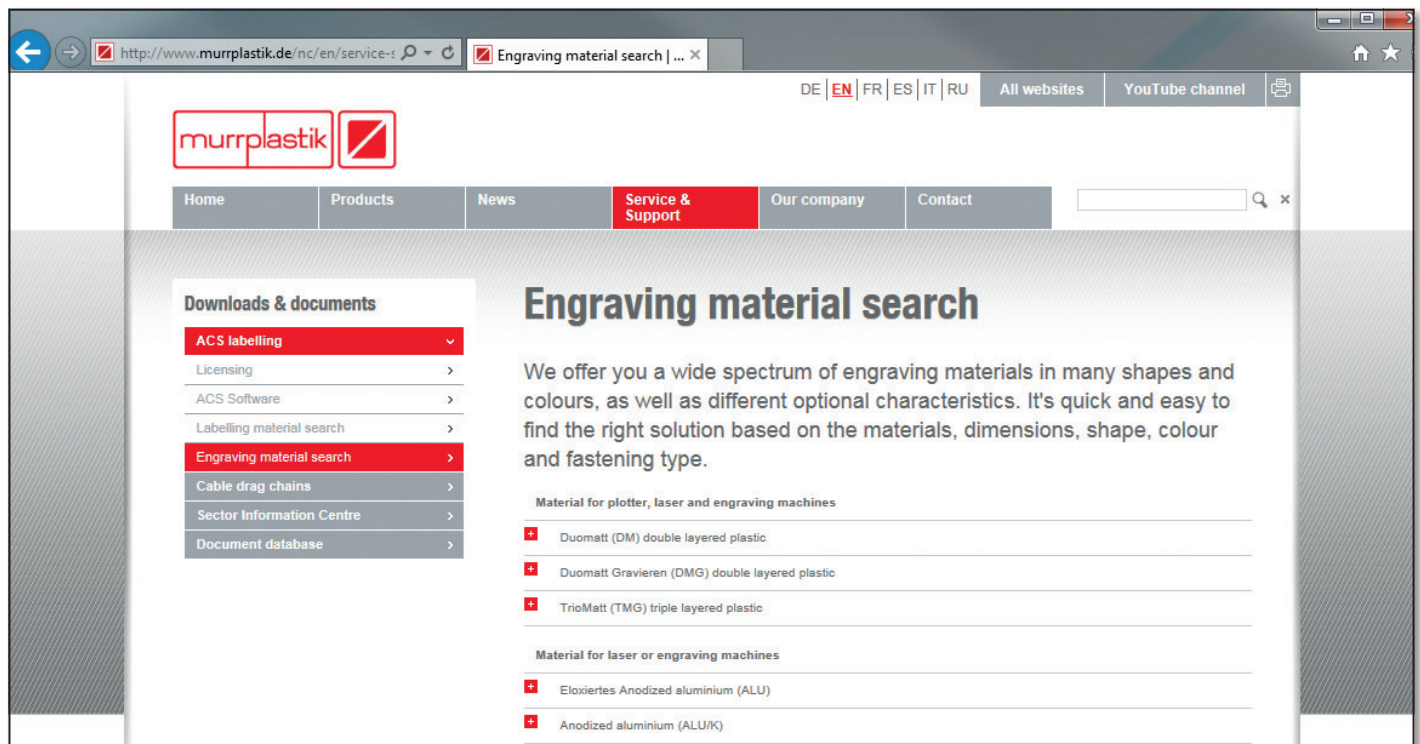 http://www.murrplastik.de/nc/en/service-s
Engraving material search | ...
DE | EN | FR | ES | IT | RU
All websites
YouTube channel
murrplastik
Home
Products
News
Service &
Support
Our company
Contact
Downloads & documents
ACS labelling
Licensing
ACS Software
Labelling material search
Engraving material search
Cable drag chains
Sector Information Centre
Document database
Engraving material search
We offer you a wide spectrum of engraving materials in many shapes and
colours, as well as different optional characteristics. It's quick and easy to
find the right solution based on the materials, dimensions, shape, colour
and fastening type.
Material for plotter, laser and engraving machines
Duomatt (DM) double layered plastic
Duomatt Gravieren (DMG) double layered plastic
TrioMatt (TMG) triple layered plastic
Material for laser or engraving machines
Eloxiertes Anodized aluminium (ALU)
Anodized aluminium (ALU/K)